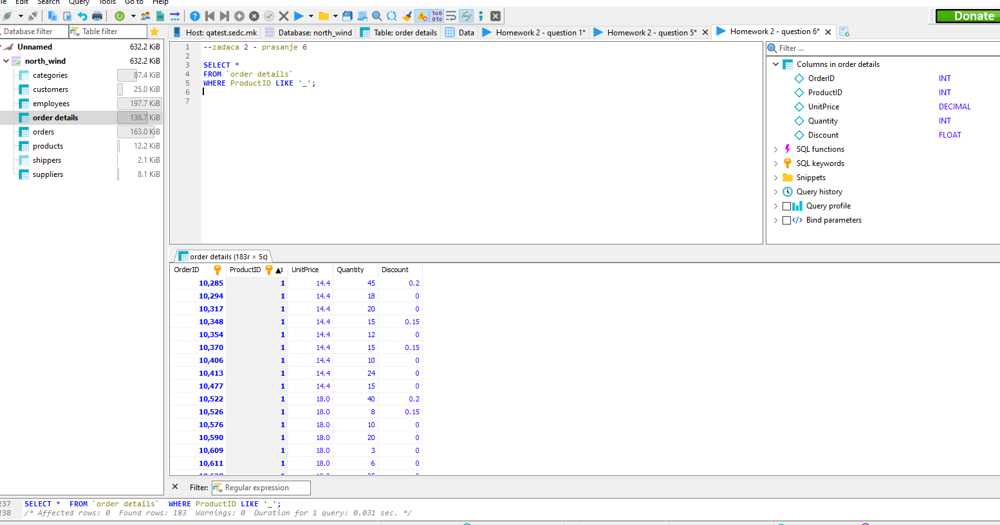 Edit Search Query Tools Go to Help
Donate
Database filter Table filter
Host: qatest.sedc.mk Database: north_wind Table: order details Data Homework 2 - question 1* Homework 2 - question 5* Homework 2 - question 6*
Unnamed 632.2 KiB
north_wind 632.2 KiB
categories 87.4 KiB
customers 25.0 KiB
employees 197.7 KiB
order details 136.7 KiB
orders 163.0 KiB
products 12.2 KiB
shippers 2.1 KiB
suppliers 8.1 KiB
1 --zadaca 2 - prasanje 6
2
3 SELECT *
4 FROM `order details`
5 WHERE ProductID LIKE '_';
6
7
Filter ...
Columns in order details
OrderID INT
ProductID INT
UnitPrice DECIMAL
Quantity INT
Discount FLOAT
SQL functions
SQL keywords
Snippets
Query history
Query profile
Bind parameters
order details (183r × 5c)
OrderID ProductID 1 UnitPrice Quantity Discount
10,285 1 14.4 45 0.2
10,294 1 14.4 18 0
10,317 1 14.4 20 0
10,348 1 14.4 15 0.15
10,354 1 14.4 12 0
10,370 1 14.4 15 0.15
10,406 1 14.4 10 0
10,413 1 14.4 24 0
10,477 1 14.4 15 0
10,522 1 18.0 40 0.2
10,526 1 18.0 8 0.15
10,576 1 18.0 10 0
10,590 1 18.0 20 0
10,609 1 18.0 3 0
10,611 1 18.0 6 0
Filter: Regular expression
237 SELECT * FROM `order details` WHERE ProductID LIKE '_';
238 /* Affected rows: 0 Found rows: 183 Warnings: 0 Duration for 1 query: 0.031 sec. */